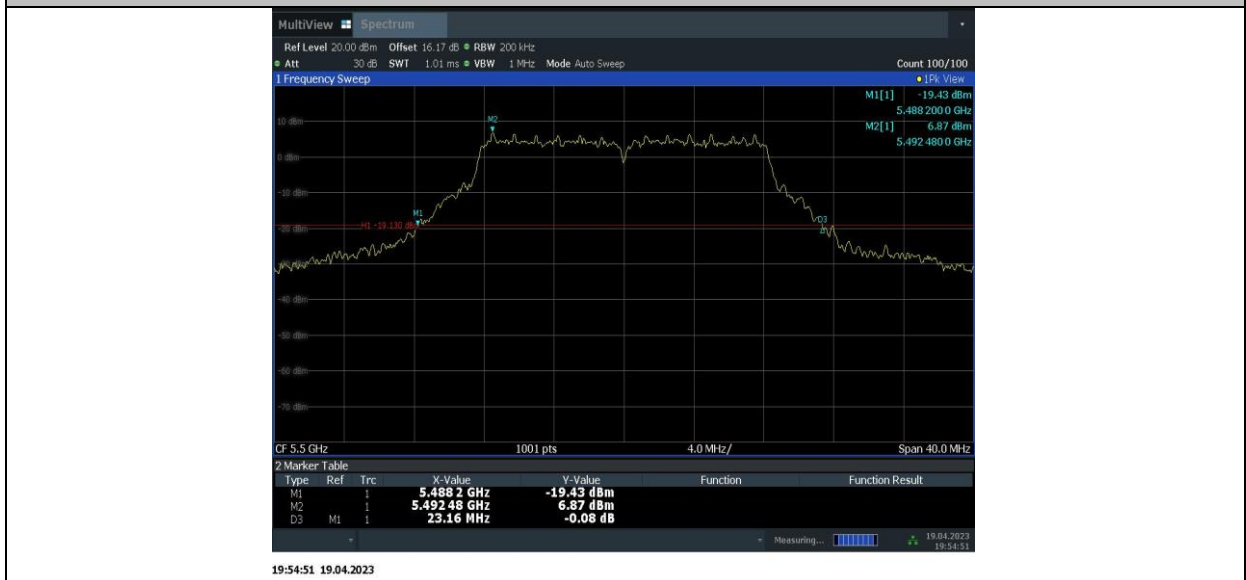 MultiView Spectrum
Ref Level 20.00 dBm Offset 16.17 dB RBW 200 kHz
Att 30 dB SWT 1.01 ms VBW 1 MHz Mode Auto Sweep Count 100/100
1 Frequency Sweep 1Pk View
M1[1] -19.43 dBm
5.488 200 0 GHz
M2[1] 6.87 dBm
5.492 480 0 GHz
M2
10 dBm
0 dBm
-10 dBm
M1
D3
H1 -19.130 dBm
-20 dBm
-40 dBm
-50 dBm
-60 dBm
-70 dBm
CF 5.5 GHz 1001 pts 4.0 MHz/ Span 40.0 MHz
2 Marker Table
Type Ref Trc X-Value Y-Value Function Function Result
M1 1 5.488 2 GHz -19.43 dBm
M2 1 5.492 48 GHz 6.87 dBm
D3 M1 1 23.16 MHz -0.08 dB
Measuring... 19.04.2023
19:54:51
19:54:51 19.04.2023